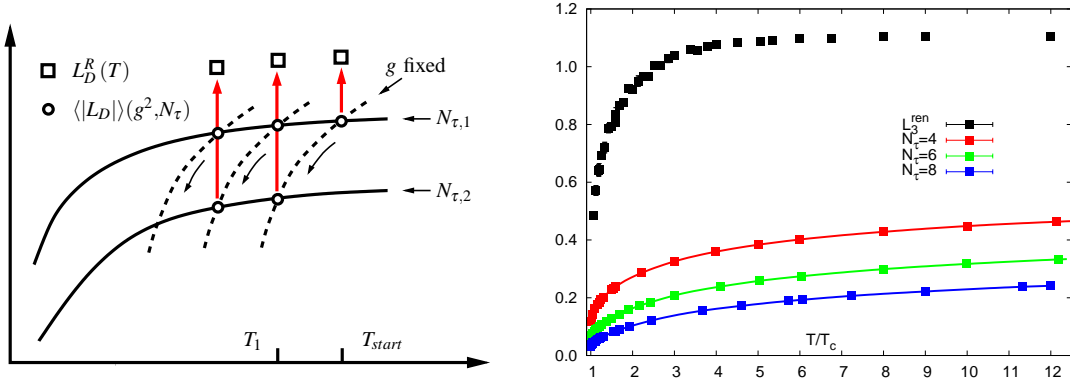 L_D^R(T)
⟨|L_D|⟩(g²,N_τ)
g fixed
N_τ,1
N_τ,2
T_1
T_start
1.2
1.0
0.8
0.6
0.4
0.2
0.0
L_3^ren
N_τ=4
N_τ=6
N_τ=8
T/T_c
1 2 3 4 5 6 7 8 9 10 11 12